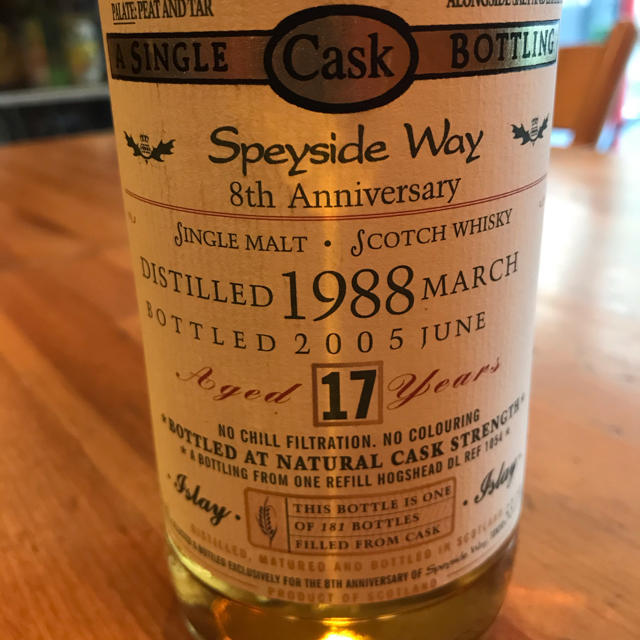 PALATE: PEAT AND TAR
ALONGSIDE
A SINGLE Cask BOTTLING
Speyside Way
8th Anniversary
SINGLE MALT • SCOTCH WHISKY
DISTILLED 1988 MARCH
BOTTLED 2005 JUNE
Aged 17 Years
NO CHILL FILTRATION. NO COLOURING
*BOTTLED AT NATURAL CASK STRENGTH*
*A BOTTLING FROM ONE REFILL HOGSHEAD DL REF 1894*
•Islay• •Islay•
THIS BOTTLE IS ONE
OF 181 BOTTLES
FILLED FROM CASK
DISTILLED, MATURED AND BOTTLED IN SCOTLAND
BOTTLED EXCLUSIVELY FOR THE 8TH ANNIVERSARY OF Speyside Way,
PRODUCT OF SCOTLAND